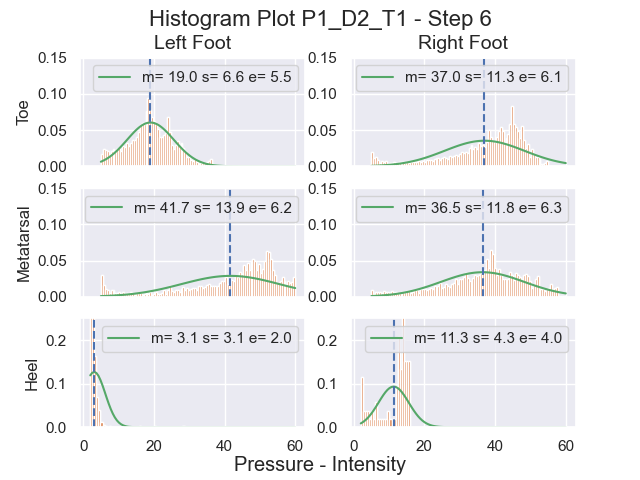 Histogram Plot P1_D2_T1 - Step 6
Left Foot Right Foot
0.15 0.15
m= 19.0 s= 6.6 e= 5.5 m= 37.0 s= 11.3 e= 6.1
0.10 0.10
Toe
0.05 0.05
0.00 0.00
0.15 0.15
m= 41.7 s= 13.9 e= 6.2 m= 36.5 s= 11.8 e= 6.3
0.10 0.10
Metatarsal
0.05 0.05
0.00 0.00
m= 3.1 s= 3.1 e= 2.0 m= 11.3 s= 4.3 e= 4.0
0.2 0.2
Heel
0.1 0.1
0.0 0.0
0 20 40 60 0 20 40 60
Pressure - Intensity